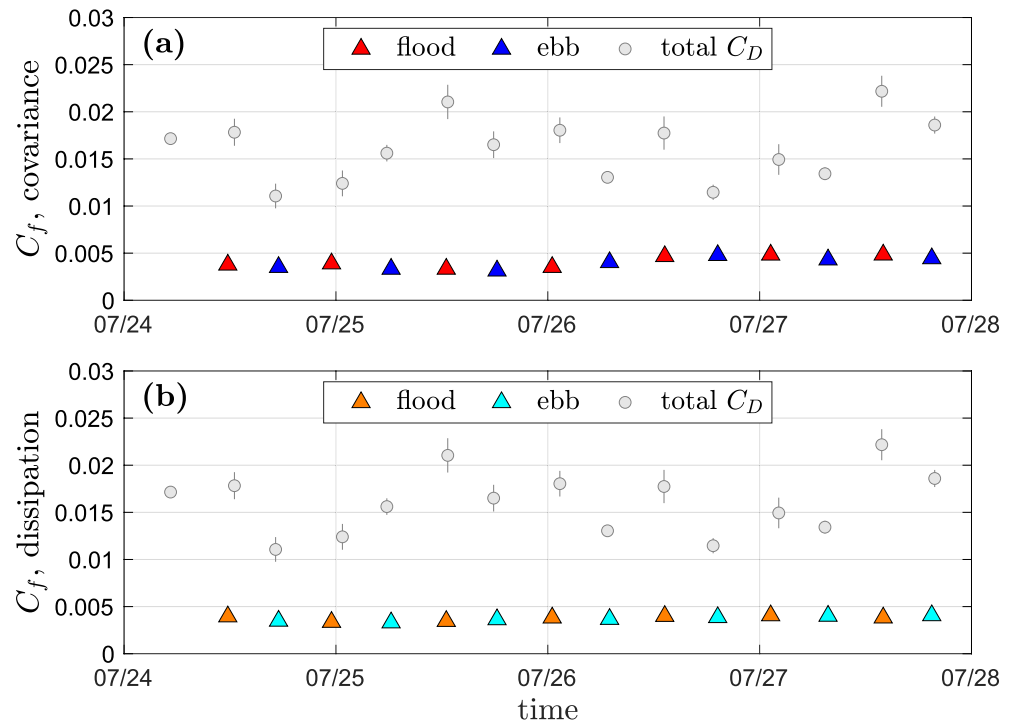 (a)
flood ebb total C_D
0.03
0.025
0.02
0.015
0.01
0.005
0
C_f, covariance
07/24 07/25 07/26 07/27 07/28
(b)
flood ebb total C_D
0.03
0.025
0.02
0.015
0.01
0.005
0
C_f, dissipation
07/24 07/25 07/26 07/27 07/28
time